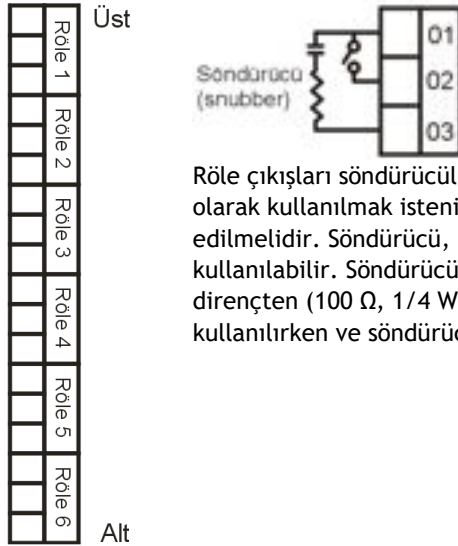 Üst
Röle 1
Röle 2
Röle 3
Röle 4
Röle 5
Röle 6
Alt
Söndürücü
(snubber)
01
02
03
Röle çıkışları söndürücül
olarak kullanılmak isteni
edilmelidir. Söndürücü,
kullanılabilir. Söndürücü
dirençten (100 Ω, 1/4 W
kullanılırken ve söndürüc